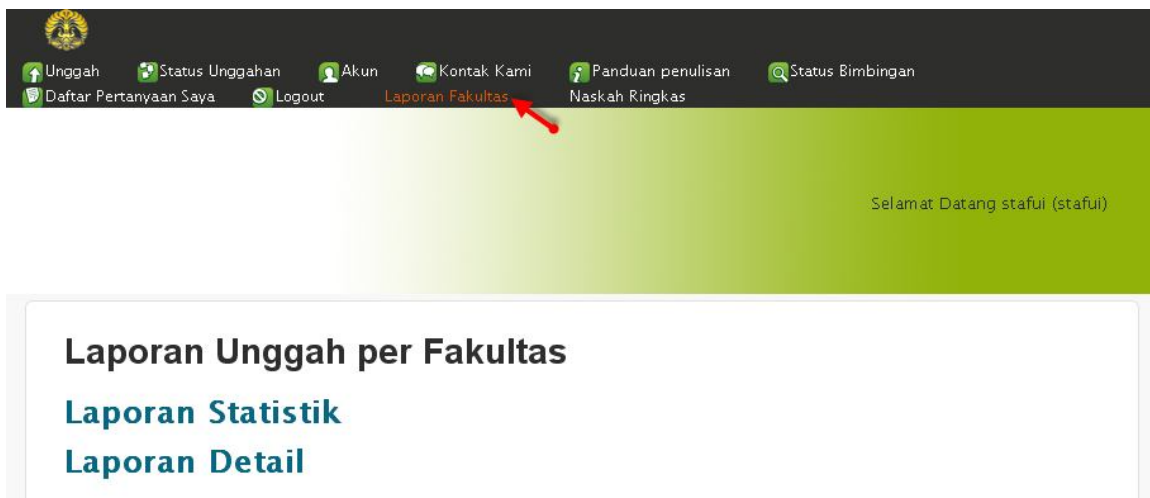 Unggah Status Unggahan Akun Kontak Kami Panduan penulisan Status Bimbingan
Daftar Pertanyaan Saya Logout Laporan Fakultas Naskah Ringkas
Selamat Datang stafui (stafui)
Laporan Unggah per Fakultas
Laporan Statistik
Laporan Detail